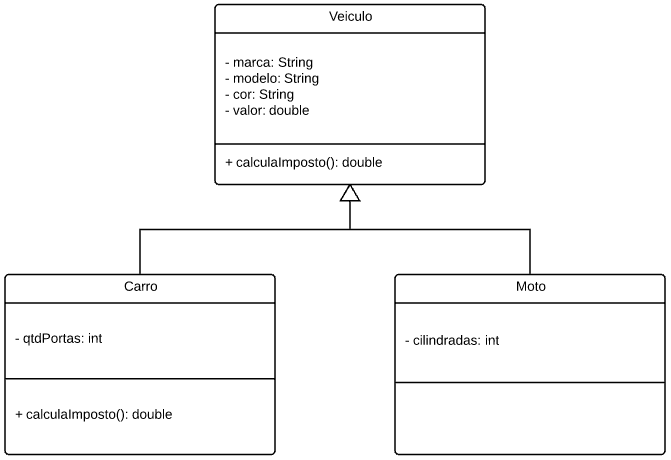 Veiculo
- marca: String
- modelo: String
- cor: String
- valor: double
+ calculaImposto(): double
Carro
- qtdPortas: int
+ calculaImposto(): double
Moto
- cilindradas: int